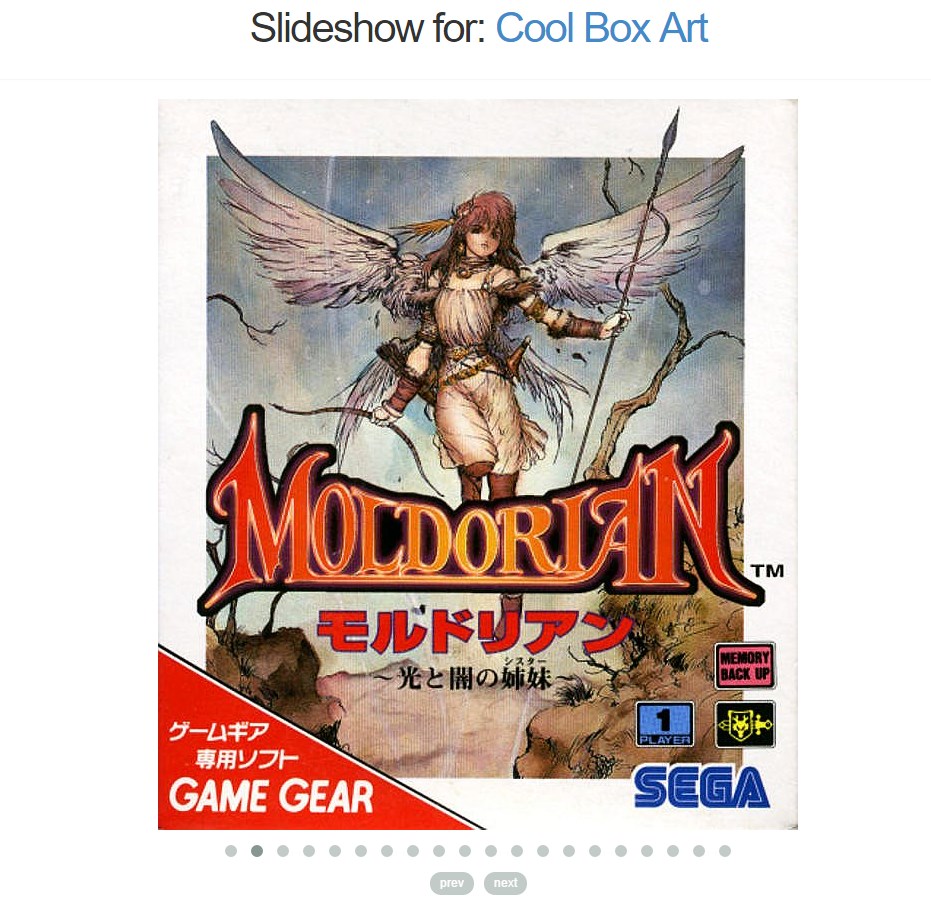 Slideshow for: Cool Box Art
MOLDORIAN
TM
モルドリアン
シスター
~光と闇の姉妹~
MEMORY
BACK UP
1
PLAYER
SEGA
ゲームギア
専用ソフト
GAME GEAR
prev
next